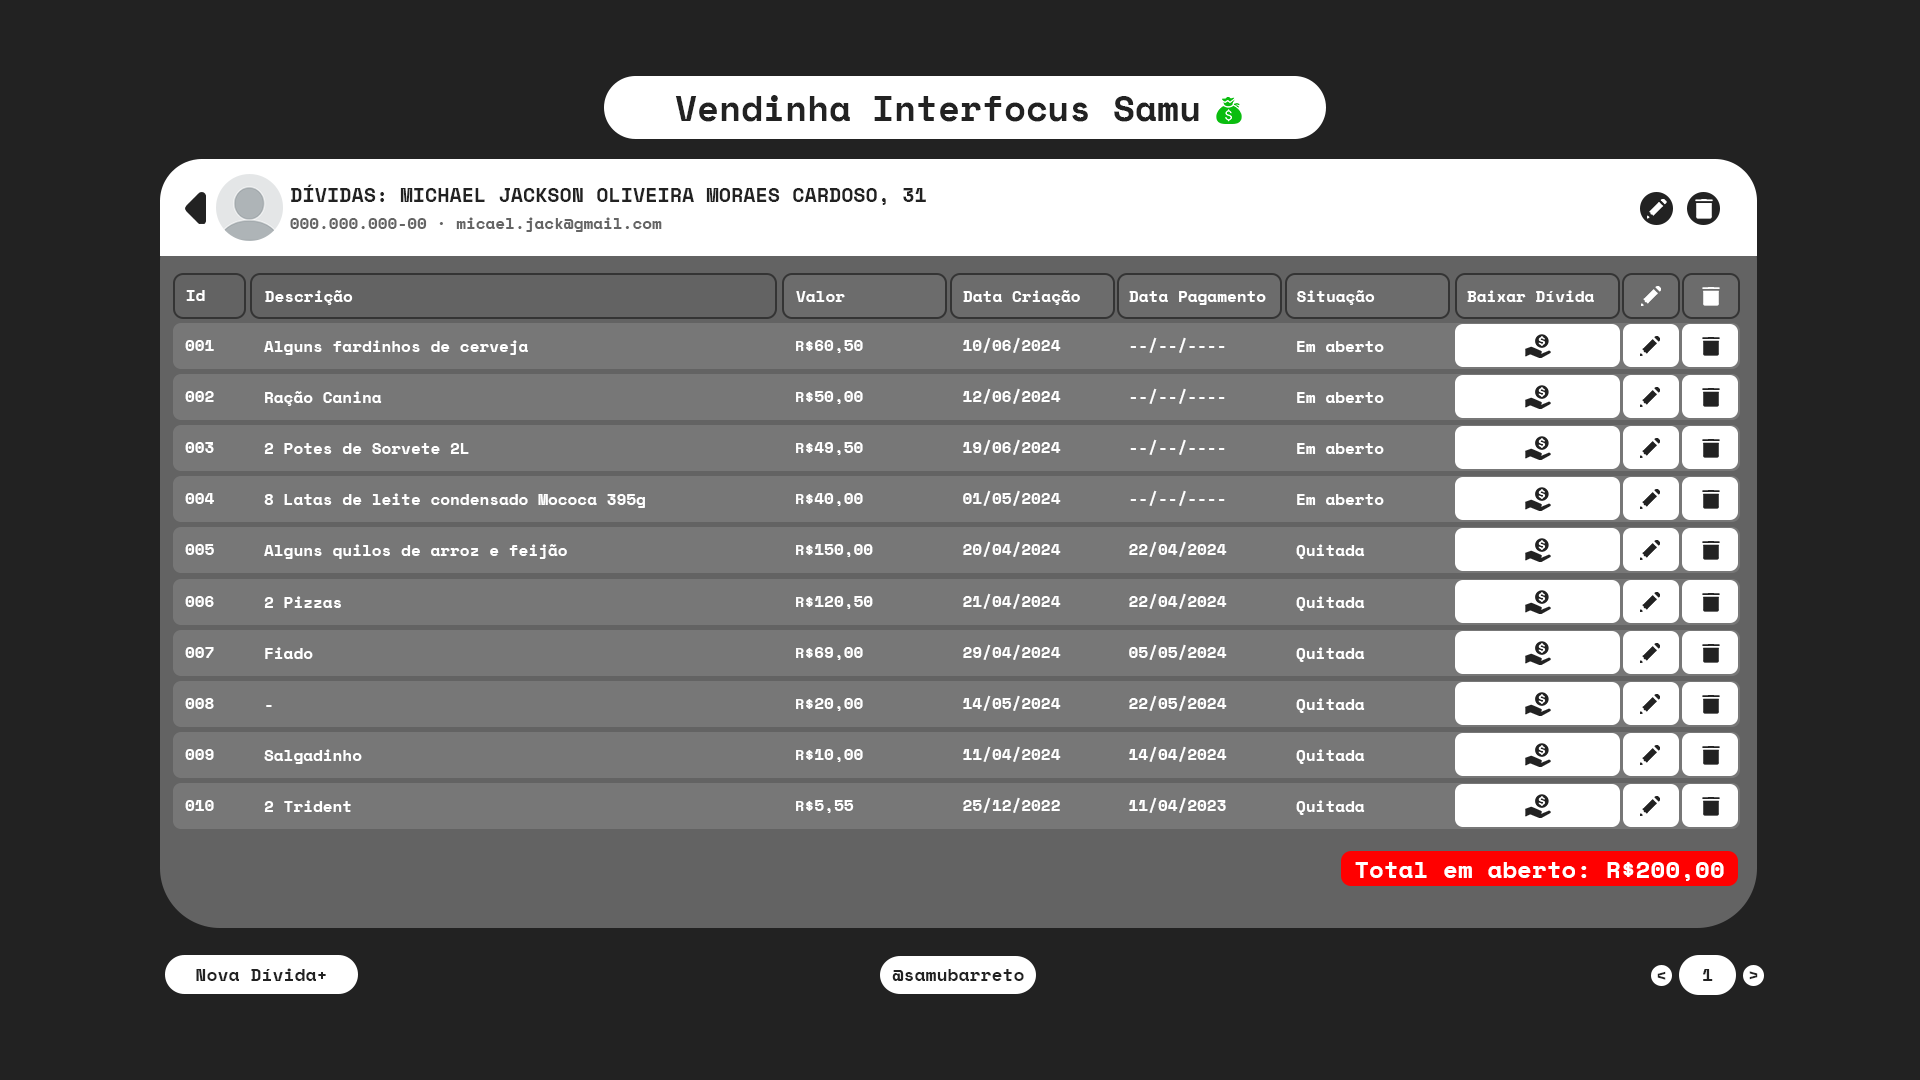 Vendinha Interfocus Samu
DÍVIDAS: MICHAEL JACKSON OLIVEIRA MORAES CARDOSO, 31
000.000.000-00 · micael.jack@gmail.com
Id Descrição Valor Data Criação Data Pagamento Situação Baixar Dívida
001 Alguns fardinhos de cerveja R$60,50 10/06/2024 --/--/---- Em aberto
002 Ração Canina R$50,00 12/06/2024 --/--/---- Em aberto
003 2 Potes de Sorvete 2L R$49,50 19/06/2024 --/--/---- Em aberto
004 8 Latas de leite condensado Mococa 395g R$40,00 01/05/2024 --/--/---- Em aberto
005 Alguns quilos de arroz e feijão R$150,00 20/04/2024 22/04/2024 Quitada
006 2 Pizzas R$120,50 21/04/2024 22/04/2024 Quitada
007 Fiado R$69,00 29/04/2024 05/05/2024 Quitada
008 - R$20,00 14/05/2024 22/05/2024 Quitada
009 Salgadinho R$10,00 11/04/2024 14/04/2024 Quitada
010 2 Trident R$5,55 25/12/2022 11/04/2023 Quitada
Total em aberto: R$200,00
Nova Dívida+ @samubarreto < 1 >